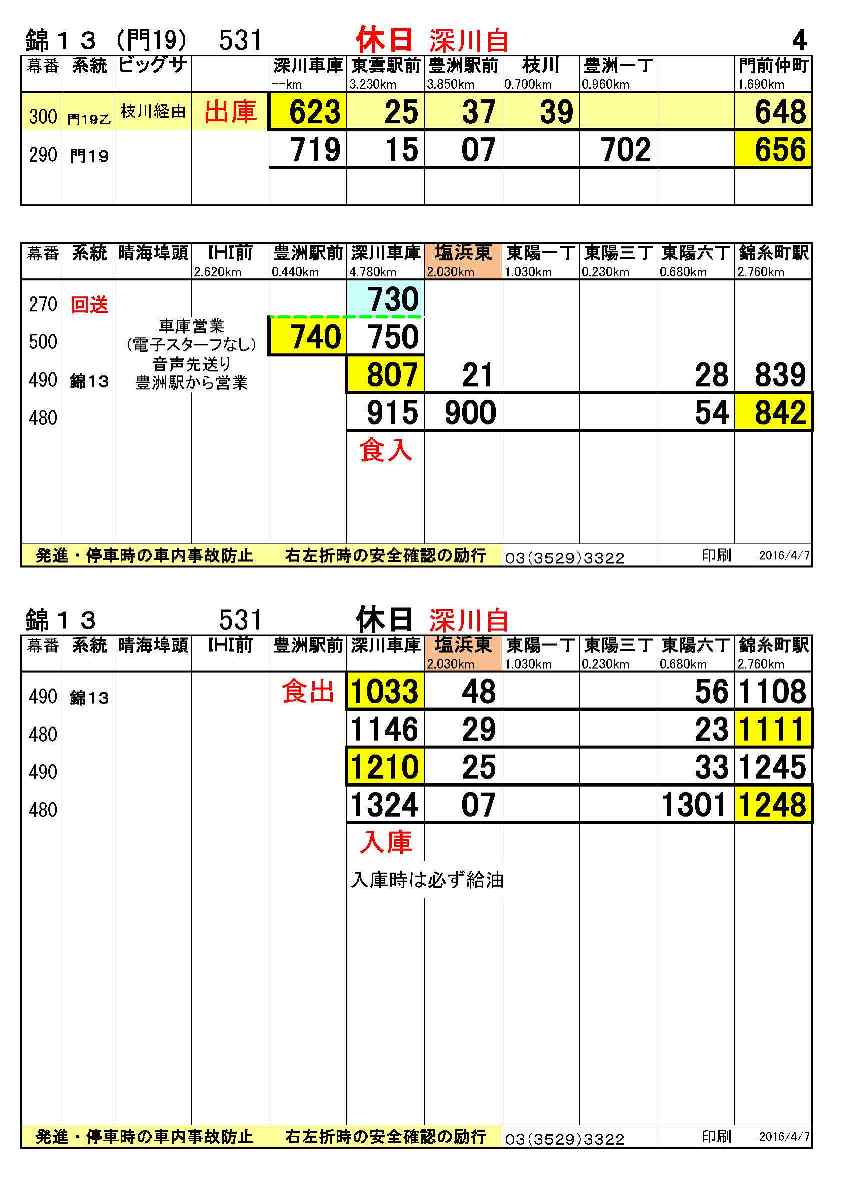 錦１３（門19） 531 休日 深川自 4
幕番 系統 ビッグサ 深川車庫 東雲駅前 豊洲駅前 枝川 豊洲一丁 門前仲町
--km 3.230km 3.850km 0.700km 0.960km 1.690km
300 門19乙 枝川経由 出庫 623 25 37 39 648
290 門19 719 15 07 702 656
幕番 系統 晴海埠頭 IHI前 豊洲駅前 深川車庫 塩浜東 東陽一丁 東陽三丁 東陽六丁 錦糸町駅
2.620km 0.440km 4.780km 2.030km 1.030km 0.230km 0.680km 2.760km
270 回送 730
車庫営業
500 (電子スターフなし) 740 750
音声先送り
490 錦13 豊洲駅から営業 807 21 28 839
480 915 900 54 842
食入
発進・停車時の車内事故防止 右左折時の安全確認の励行 03(3529)3322 印刷 2016/4/7
錦１３ 531 休日 深川自
幕番 系統 晴海埠頭 IHI前 豊洲駅前 深川車庫 塩浜東 東陽一丁 東陽三丁 東陽六丁 錦糸町駅
2.030km 1.030km 0.230km 0.680km 2.760km
490 錦13 食出 1033 48 56 1108
480 1146 29 23 1111
490 1210 25 33 1245
480 1324 07 1301 1248
入庫
入庫時は必ず給油
発進・停車時の車内事故防止 右左折時の安全確認の励行 03(3529)3322 印刷 2016/4/7